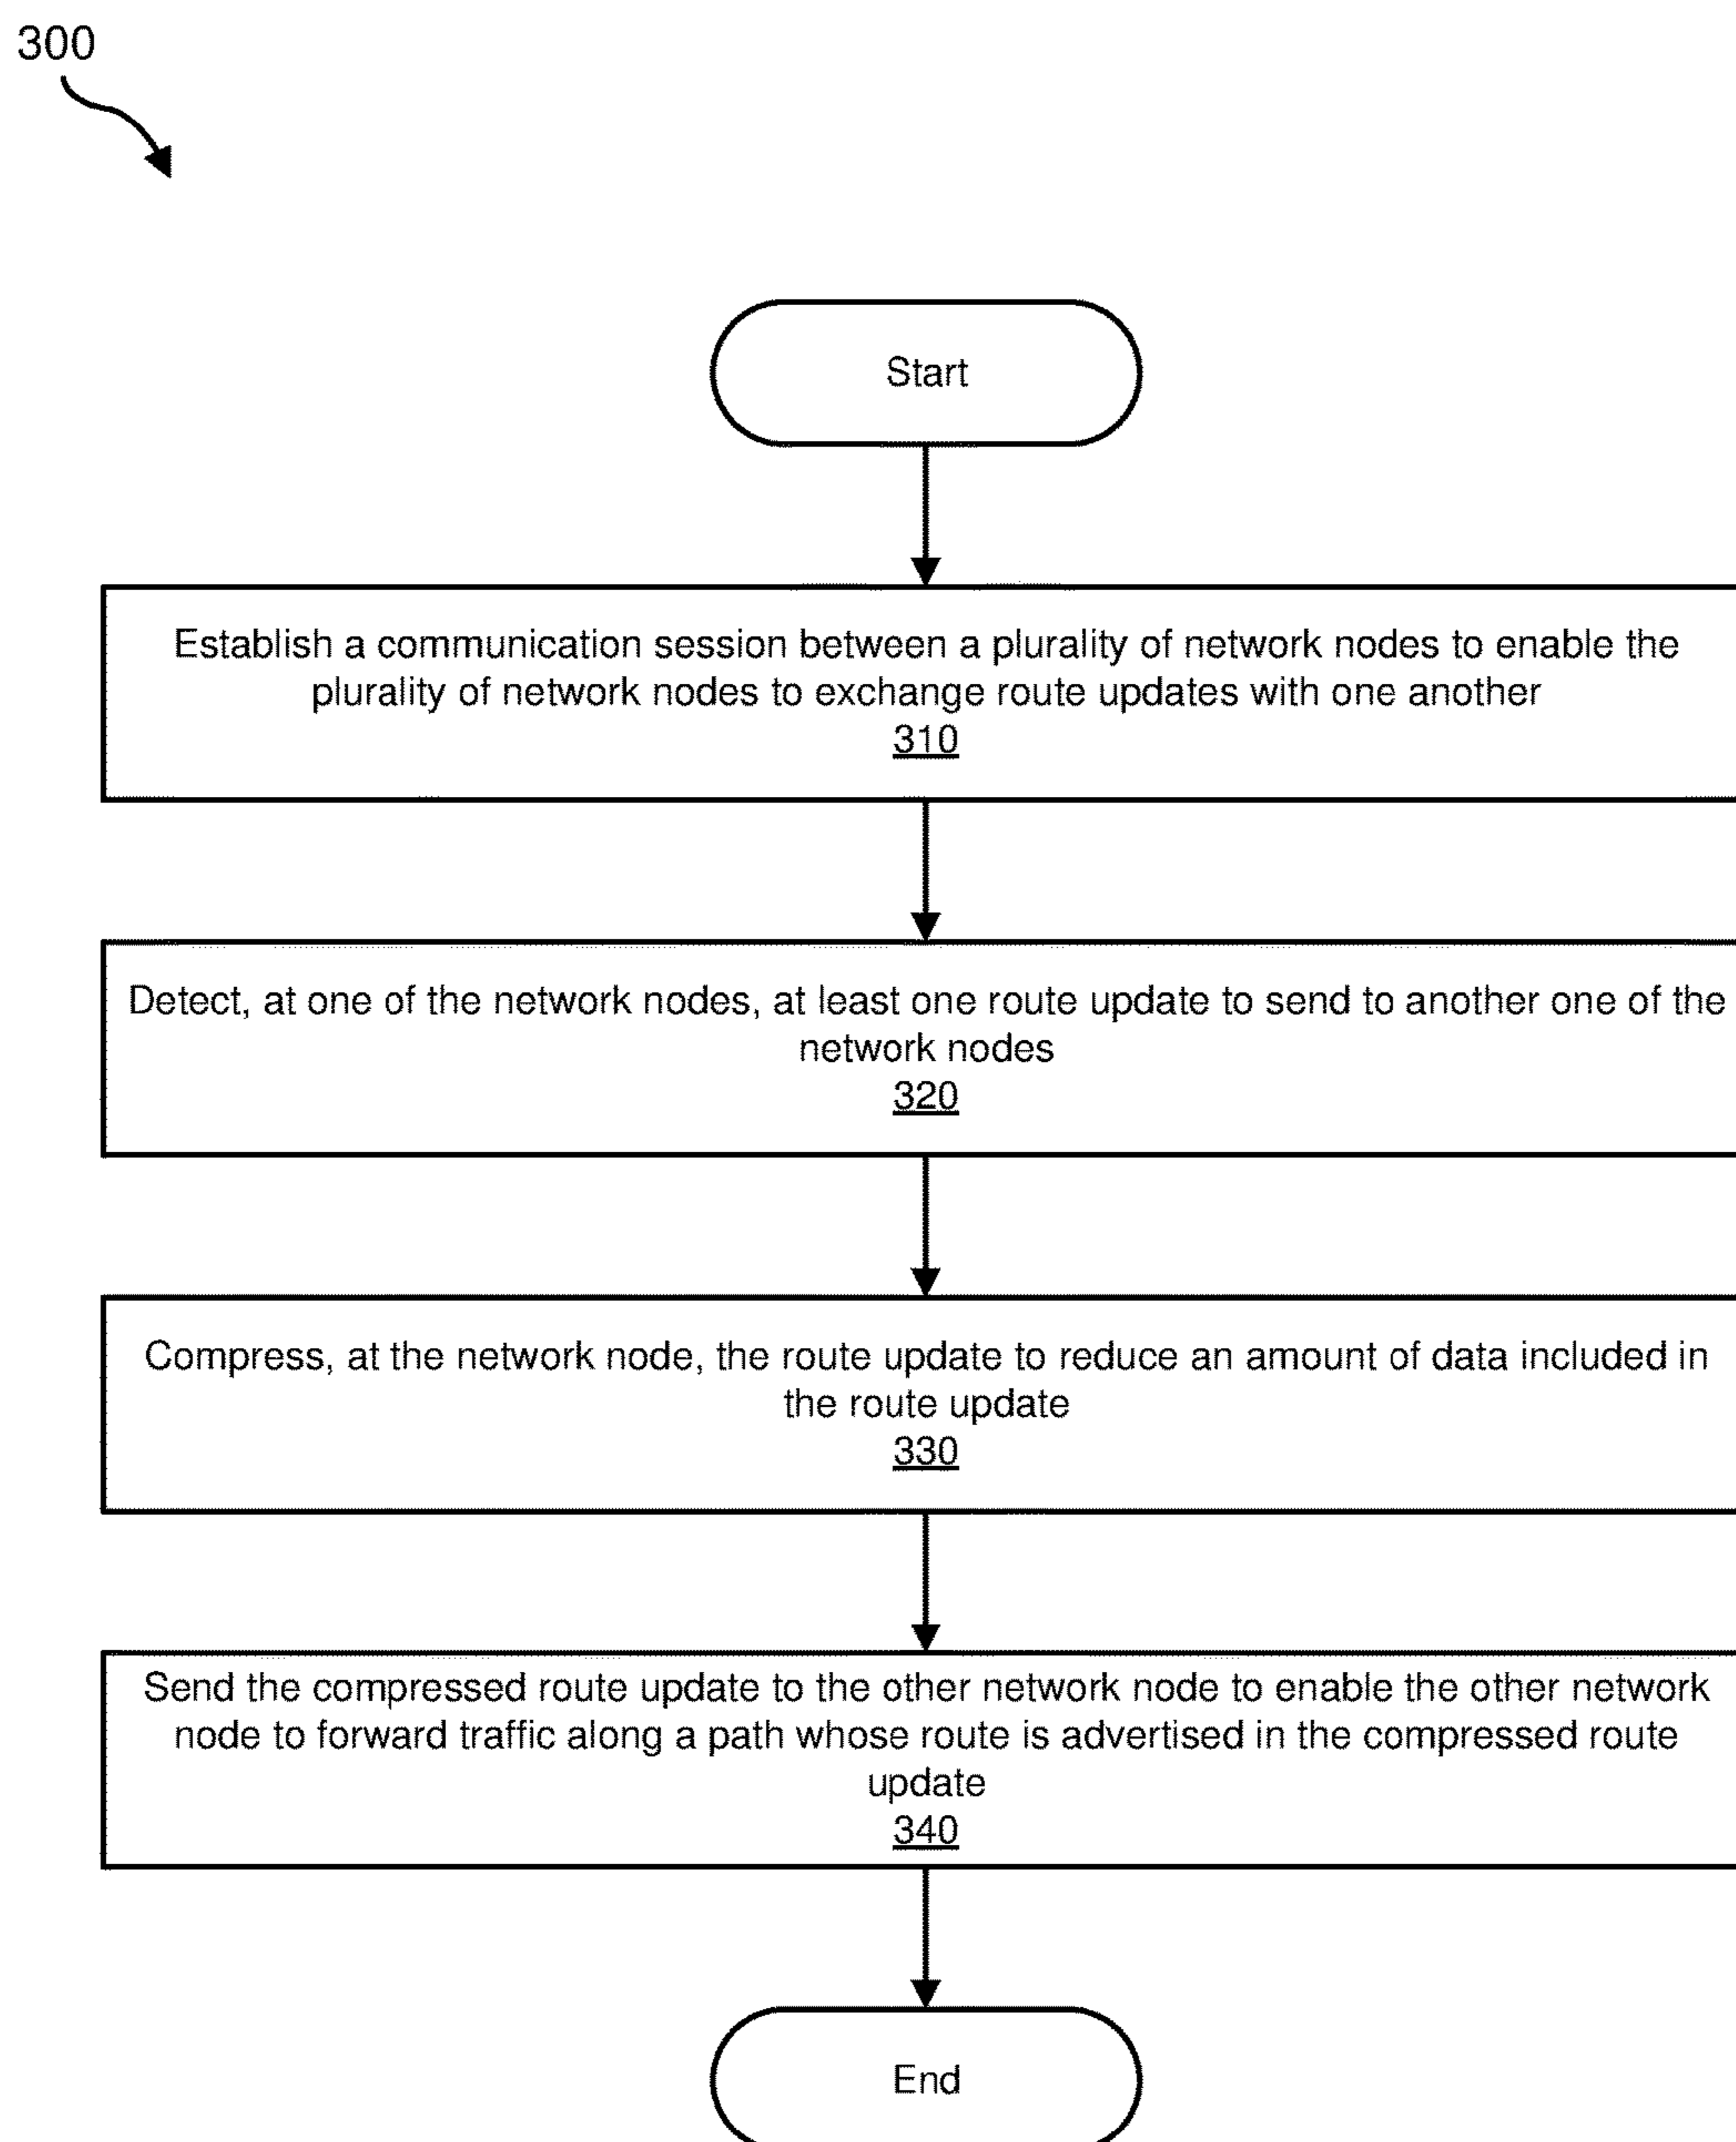 300
Start
Establish a communication session between a plurality of network nodes to enable the
plurality of network nodes to exchange route updates with one another
310
Detect, at one of the network nodes, at least one route update to send to another one of the
network nodes
320
Compress, at the network node, the route update to reduce an amount of data included in
the route update
330
Send the compressed route update to the other network node to enable the other network
node to forward traffic along a path whose route is advertised in the compressed route
update
340
End